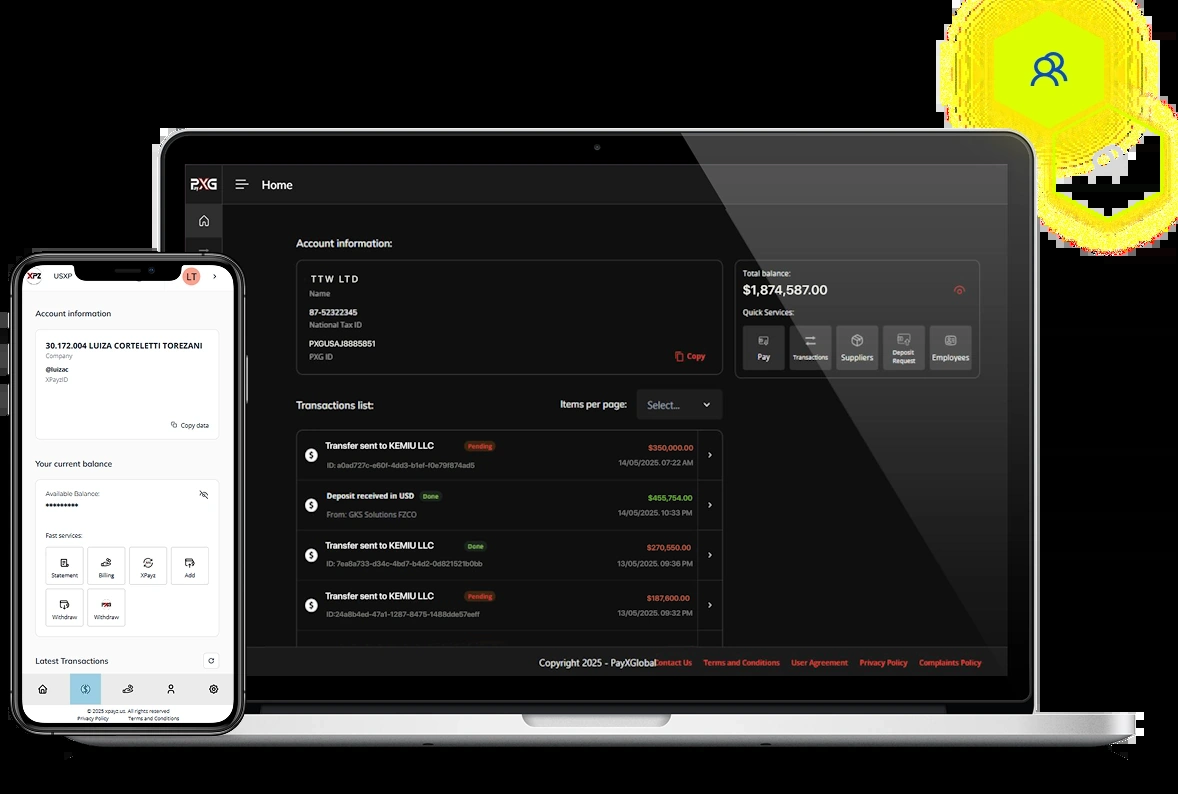 PXG
Home
Account information:
TTW LTD
Name
87-52322345
National Tax ID
PXGUSAJ8885851
PXG ID
Copy
Total balance:
$1,874,587.00
Quick Services:
Pay
Transactions
Suppliers
Deposit
Request
Employees
Transactions list:
Items per page:
Select...
Transfer sent to KEMIU LLC Pending $350,000.00
ID: a0ad727c-e60f-4dd3-b1ef-f0e79f874ad5 14/05/2025. 07:22 AM
Deposit received in USD Done $455,754.00
From: GKS Solutions FZCO 14/05/2025. 10:33 PM
Transfer sent to KEMIU LLC Done $270,550.00
ID: 7ea8a733-d34c-4bd7-b4d2-0d821521b0bb 13/05/2025. 09:36 PM
Transfer sent to KEMIU LLC Pending $187,600.00
ID:24a8b4ed-47a1-1287-8475-1488dde57eeff 13/05/2025. 09:32 PM
Copyright 2025 - PayXGlobal Contact Us Terms and Conditions User Agreement Privacy Policy Complaints Policy
XPZ USXP LT
Account information
30.172.004 LUIZA CORTELETTI TOREZANI
Company
@luizac
XPayzID
Copy data
Your current balance
Available Balance:
*********
Fast services:
Statement
Billing
XPayz
Add
Withdraw
Withdraw
Latest Transactions
© 2025 xpayz.us. All rights reserved
Privacy Policy Terms and Conditions